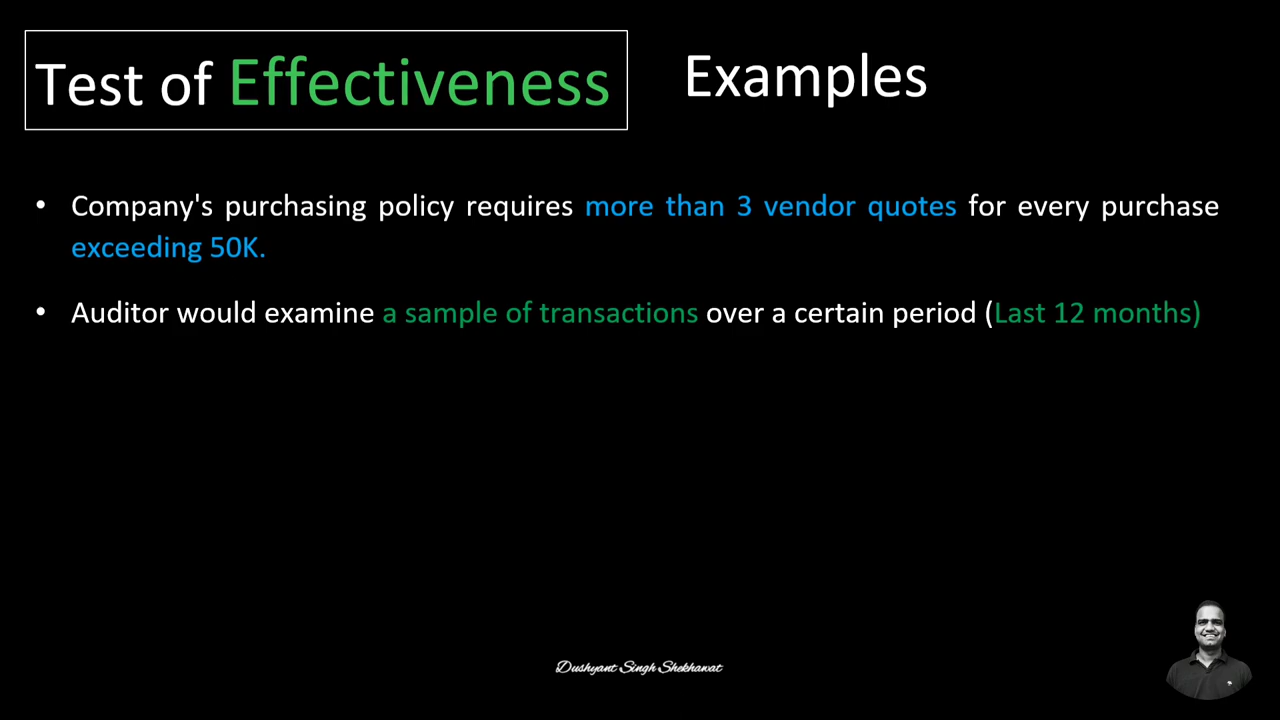 Test of Effectiveness
Examples
• Company's purchasing policy requires more than 3 vendor quotes for every purchase
exceeding 50K.
• Auditor would examine a sample of transactions over a certain period (Last 12 months)
Dushyant Singh Shekhawat